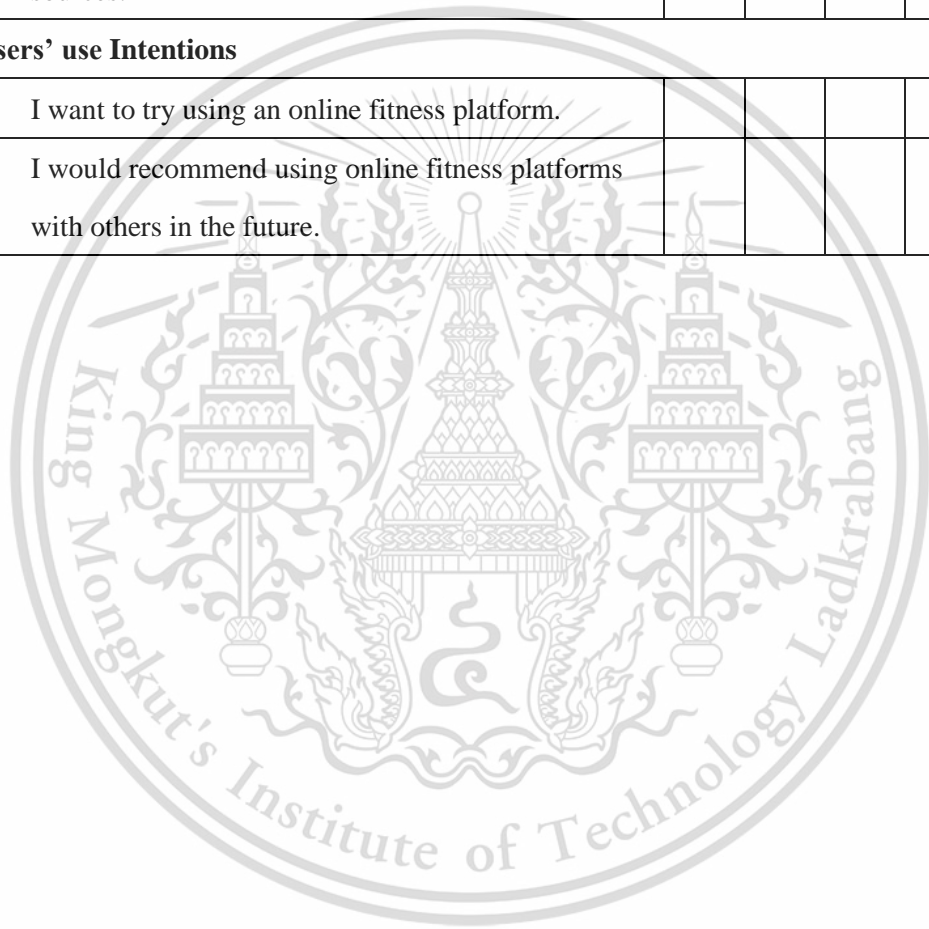 sers’ use Intentions
I want to try using an online fitness platform.
I would recommend using online fitness platforms
with others in the future.
King Mongkut's Institute of Technology Ladkrabang